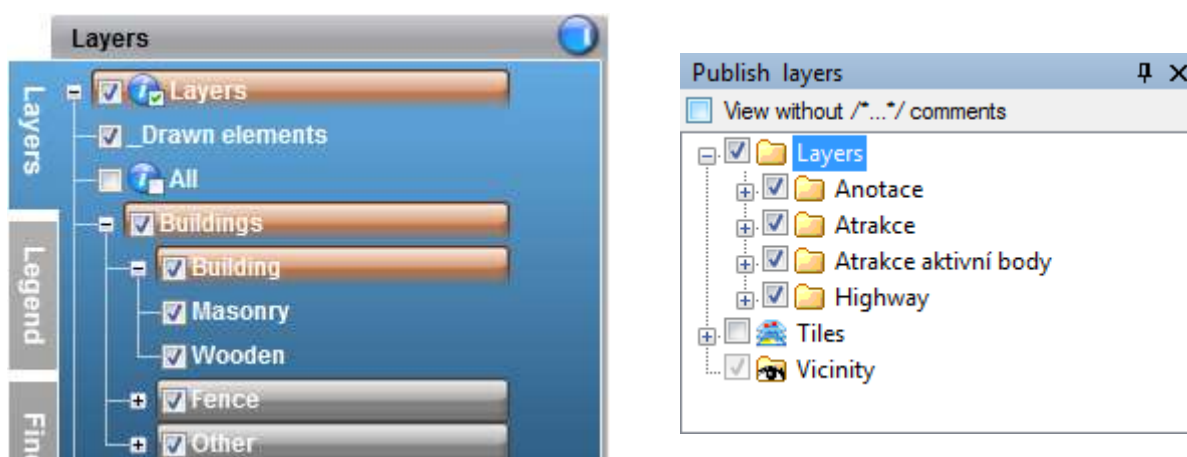 Layers
Layers
Layers
_Drawn elements
All
Buildings
Building
Masonry
Wooden
Fence
Other
Legend
Publish layers
View without /*...*/ comments
Layers
Anotace
Atrakce
Atrakce aktivní body
Highway
Tiles
Vicinity